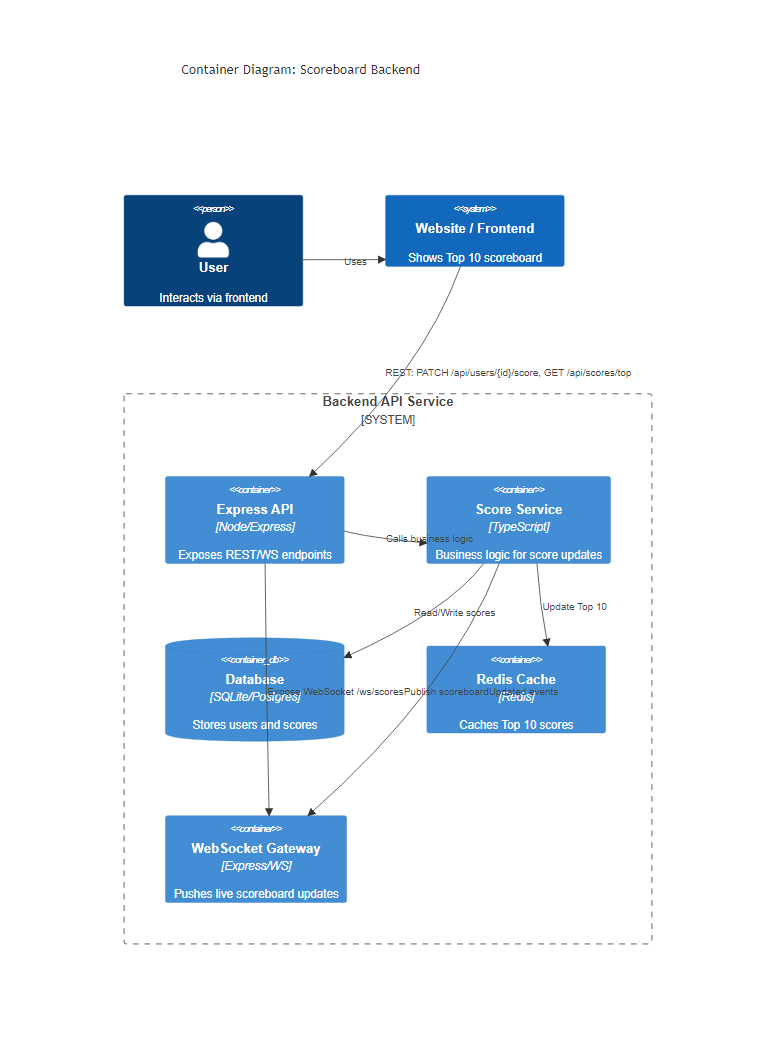 Container Diagram: Scoreboard Backend
<<person>>
User
Interacts via frontend
<<system>>
Website / Frontend
Shows Top 10 scoreboard
Uses
REST: PATCH /api/users/{id}/score, GET /api/scores/top
Backend API Service
[SYSTEM]
<<container>>
Express API
[Node/Express]
Exposes REST/WS endpoints
<<container>>
Score Service
[TypeScript]
Business logic for score updates
Calls business logic
Read/Write scores
Update Top 10
<<container_db>>
Database
[SQLite/Postgres]
Stores users and scores
<<container>>
Redis Cache
[Redis]
Caches Top 10 scores
Expose WebSocket /ws/scores
Publish scoreboardUpdated events
<<container>>
WebSocket Gateway
[Express/WS]
Pushes live scoreboard updates